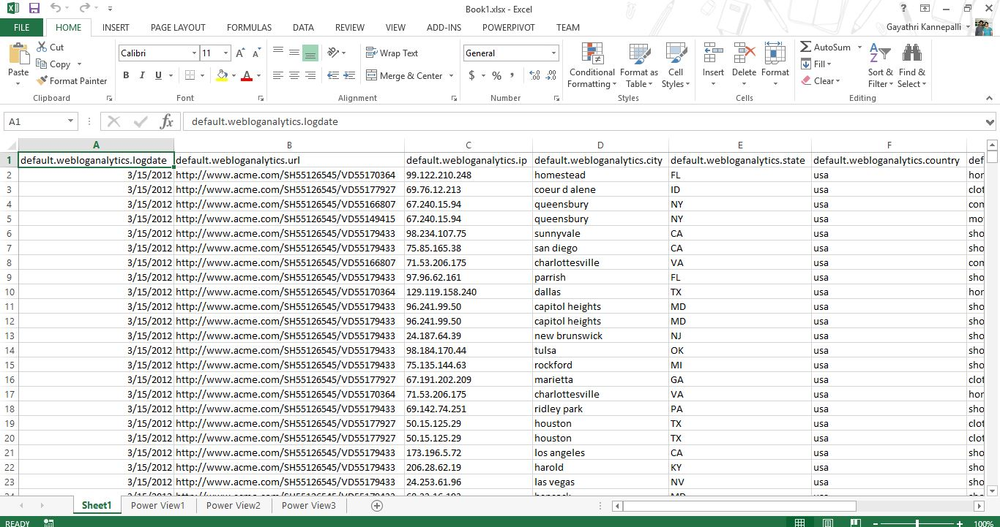 Book1.xlsx - Excel
FILE HOME INSERT PAGE LAYOUT FORMULAS DATA REVIEW VIEW ADD-INS POWERPIVOT TEAM Gayathri Kannepalli
Paste Cut Copy Format Painter Clipboard
Calibri 11 B I U Font
Wrap Text Merge & Center Alignment
General $ % , Number
Conditional Formatting Format as Table Cell Styles Styles
Insert Delete Format Cells
AutoSum Fill Clear Sort & Filter Find & Select Editing
A1 fx default.webloganalytics.logdate
A B C D E F
1 default.webloganalytics.logdate default.webloganalytics.url default.webloganalytics.ip default.webloganalytics.city default.webloganalytics.state default.webloganalytics.country def
2 3/15/2012 http://www.acme.com/SH55126545/VD55170364 99.122.210.248 homestead FL usa hor
3 3/15/2012 http://www.acme.com/SH55126545/VD55177927 69.76.12.213 coeur d alene ID usa clot
4 3/15/2012 http://www.acme.com/SH55126545/VD55166807 67.240.15.94 queensbury NY usa con
5 3/15/2012 http://www.acme.com/SH55126545/VD55149415 67.240.15.94 queensbury NY usa mo
6 3/15/2012 http://www.acme.com/SH55126545/VD55179433 98.234.107.75 sunnyvale CA usa sho
7 3/15/2012 http://www.acme.com/SH55126545/VD55179433 75.85.165.38 san diego CA usa sho
8 3/15/2012 http://www.acme.com/SH55126545/VD55166807 71.53.206.175 charlottesville VA usa con
9 3/15/2012 http://www.acme.com/SH55126545/VD55179433 97.96.62.161 parrish FL usa sho
10 3/15/2012 http://www.acme.com/SH55126545/VD55170364 129.119.158.240 dallas TX usa hor
11 3/15/2012 http://www.acme.com/SH55126545/VD55179433 96.241.99.50 capitol heights MD usa sho
12 3/15/2012 http://www.acme.com/SH55126545/VD55179433 96.241.99.50 capitol heights MD usa sho
13 3/15/2012 http://www.acme.com/SH55126545/VD55179433 24.187.64.39 new brunswick NJ usa sho
14 3/15/2012 http://www.acme.com/SH55126545/VD55179433 98.184.170.44 tulsa OK usa sho
15 3/15/2012 http://www.acme.com/SH55126545/VD55179433 75.135.144.63 rockford MI usa sho
16 3/15/2012 http://www.acme.com/SH55126545/VD55177927 67.191.202.209 marietta GA usa clot
17 3/15/2012 http://www.acme.com/SH55126545/VD55170364 71.53.206.175 charlottesville VA usa hor
18 3/15/2012 http://www.acme.com/SH55126545/VD55179433 69.142.74.251 ridley park PA usa sho
19 3/15/2012 http://www.acme.com/SH55126545/VD55177927 50.15.125.29 houston TX usa clot
20 3/15/2012 http://www.acme.com/SH55126545/VD55177927 50.15.125.29 houston TX usa clot
21 3/15/2012 http://www.acme.com/SH55126545/VD55179433 173.196.5.72 los angeles CA usa sho
22 3/15/2012 http://www.acme.com/SH55126545/VD55179433 206.28.62.19 harold KY usa sho
23 3/15/2012 http://www.acme.com/SH55126545/VD55179433 24.253.61.96 las vegas NV usa sho
Sheet1 Power View1 Power View2 Power View3
READY 100%